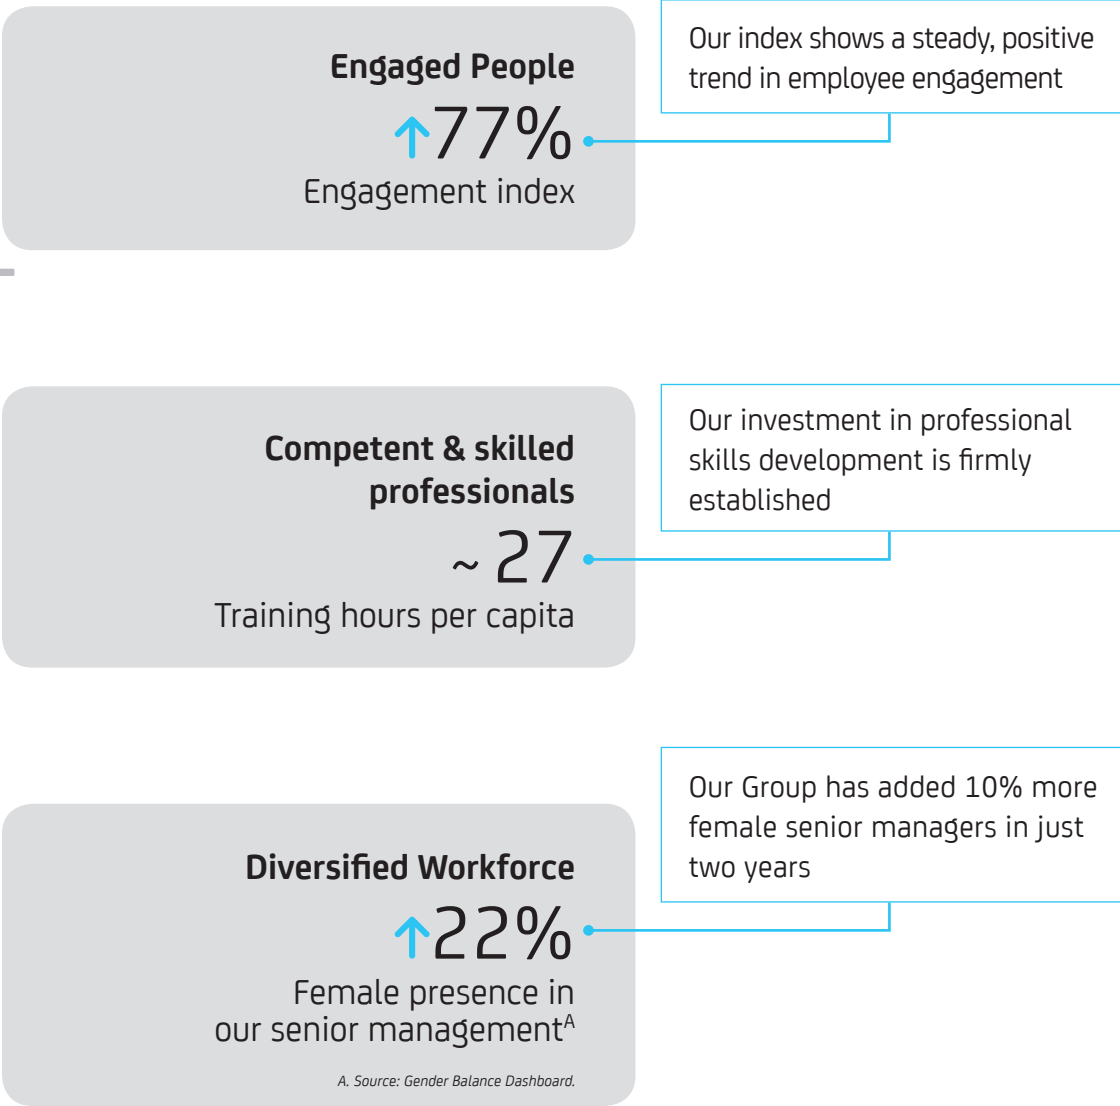 Engaged People
↑77%
Engagement index
Our index shows a steady, positive
trend in employee engagement
Competent & skilled
professionals
~ 27
Training hours per capita
Our investment in professional
skills development is firmly
established
Diversified Workforce
↑22%
Female presence in
our senior managementᴬ
A. Source: Gender Balance Dashboard.
Our Group has added 10% more
female senior managers in just
two years